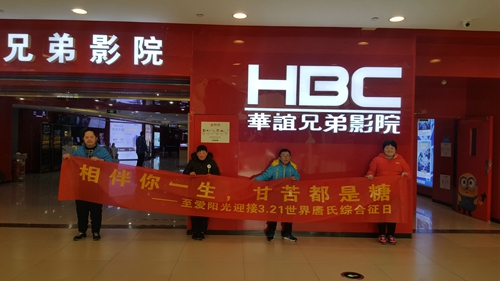 兄弟影院
HBC
華誼兄弟影院
相伴你一生，甘苦都是糖
——至爱阳光迎接3.21世界唐氏綜合征日